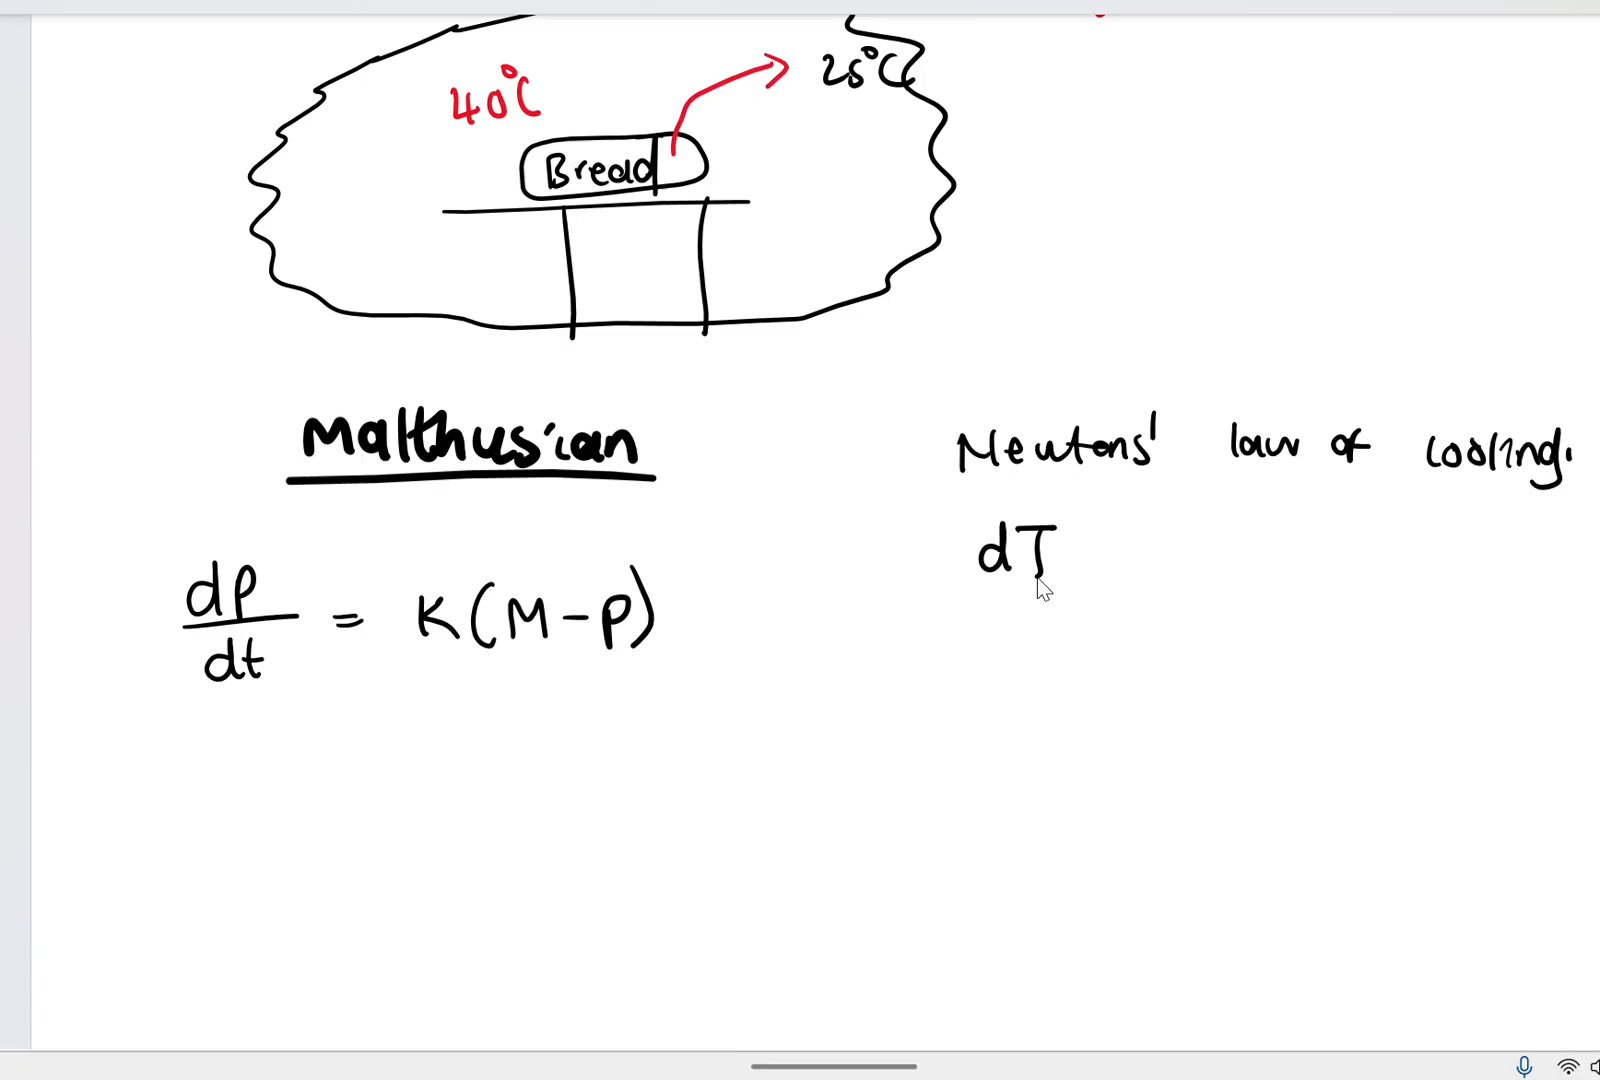 40°C
25°C
Bread
Malthusian
Newtons' law of cooling.
dT
dp/dt = K(M-p)